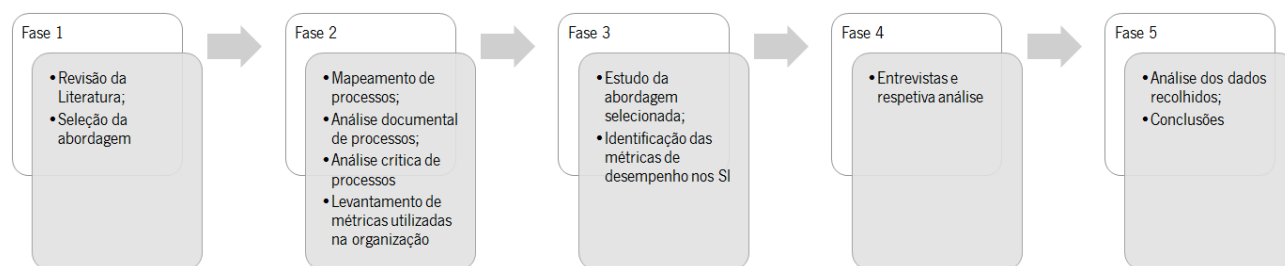 Fase 1
• Revisão da
Literatura;
• Seleção da
abordagem
Fase 2
• Mapeamento de
processos;
• Análise documental
de processos;
• Análise crítica de
processos
• Levantamento de
métricas utilizadas
na organização
Fase 3
• Estudo da
abordagem
selecionada;
• Identificação das
métricas de
desempenho nos SI
Fase 4
• Entrevistas e
respetiva análise
Fase 5
• Análise dos dados
recolhidos;
• Conclusões